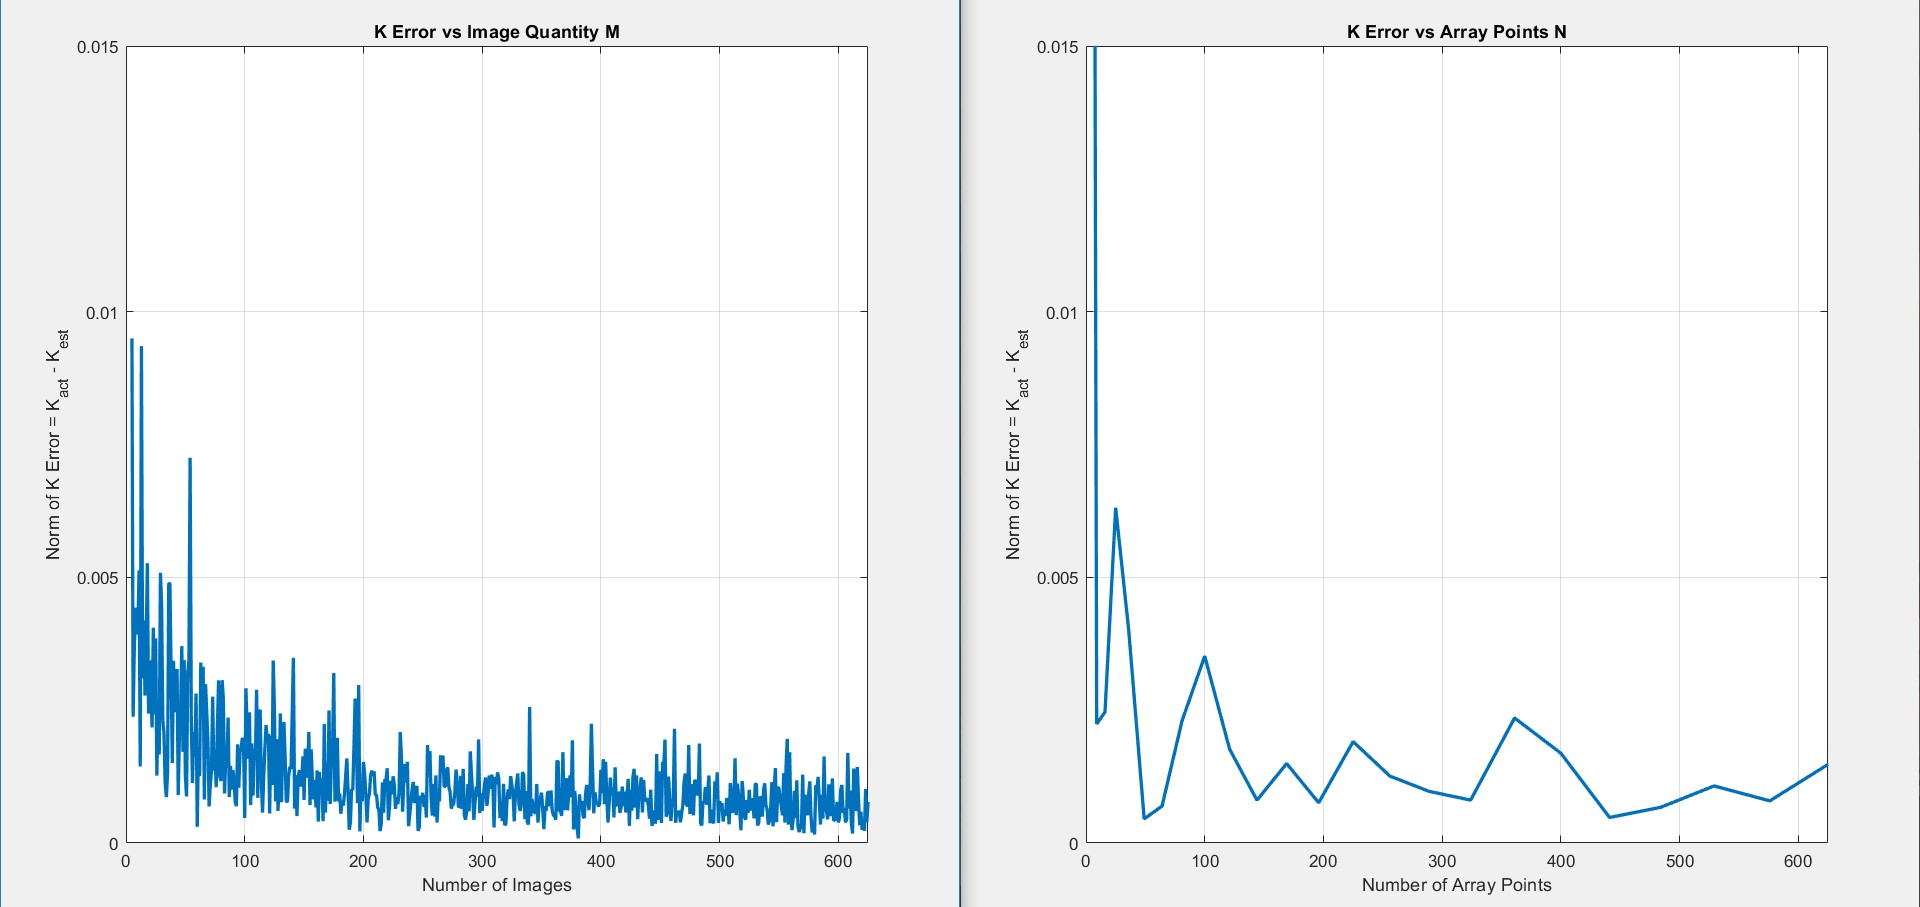 K Error vs Image Quantity M
0.015
0.01
0.005
0
Norm of K Error = K_act - K_est
0 100 200 300 400 500 600
Number of Images
K Error vs Array Points N
0.015
0.01
0.005
0
Norm of K Error = K_act - K_est
0 100 200 300 400 500 600
Number of Array Points